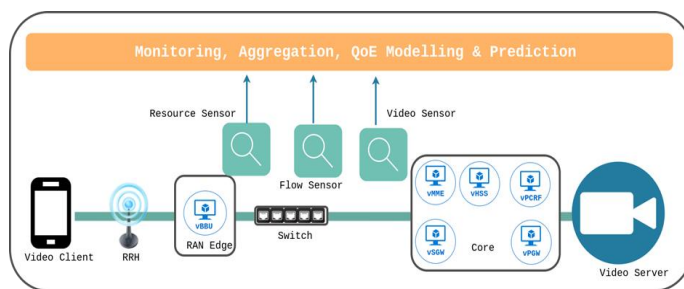 Monitoring, Aggregation, QoE Modelling & Prediction
Resource Sensor
Video Sensor
Flow Sensor
vMME
vHSS
vPCRF
vBBU
RAN Edge
Switch
vSGW
Core
vPGW
Video Client
RRH
Video Server